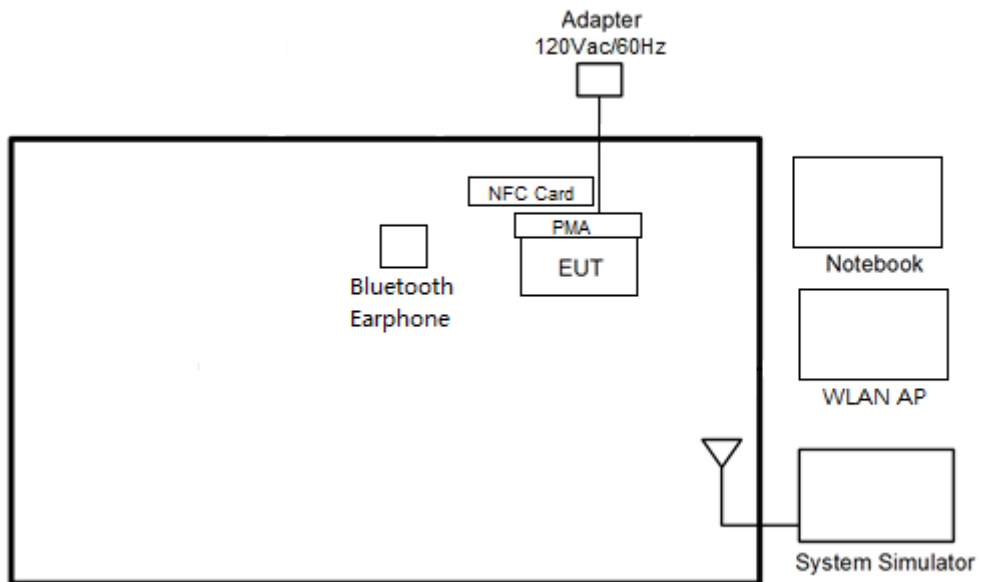 Adapter
120Vac/60Hz
NFC Card
PMA
EUT
Bluetooth
Earphone
Notebook
WLAN AP
System Simulator